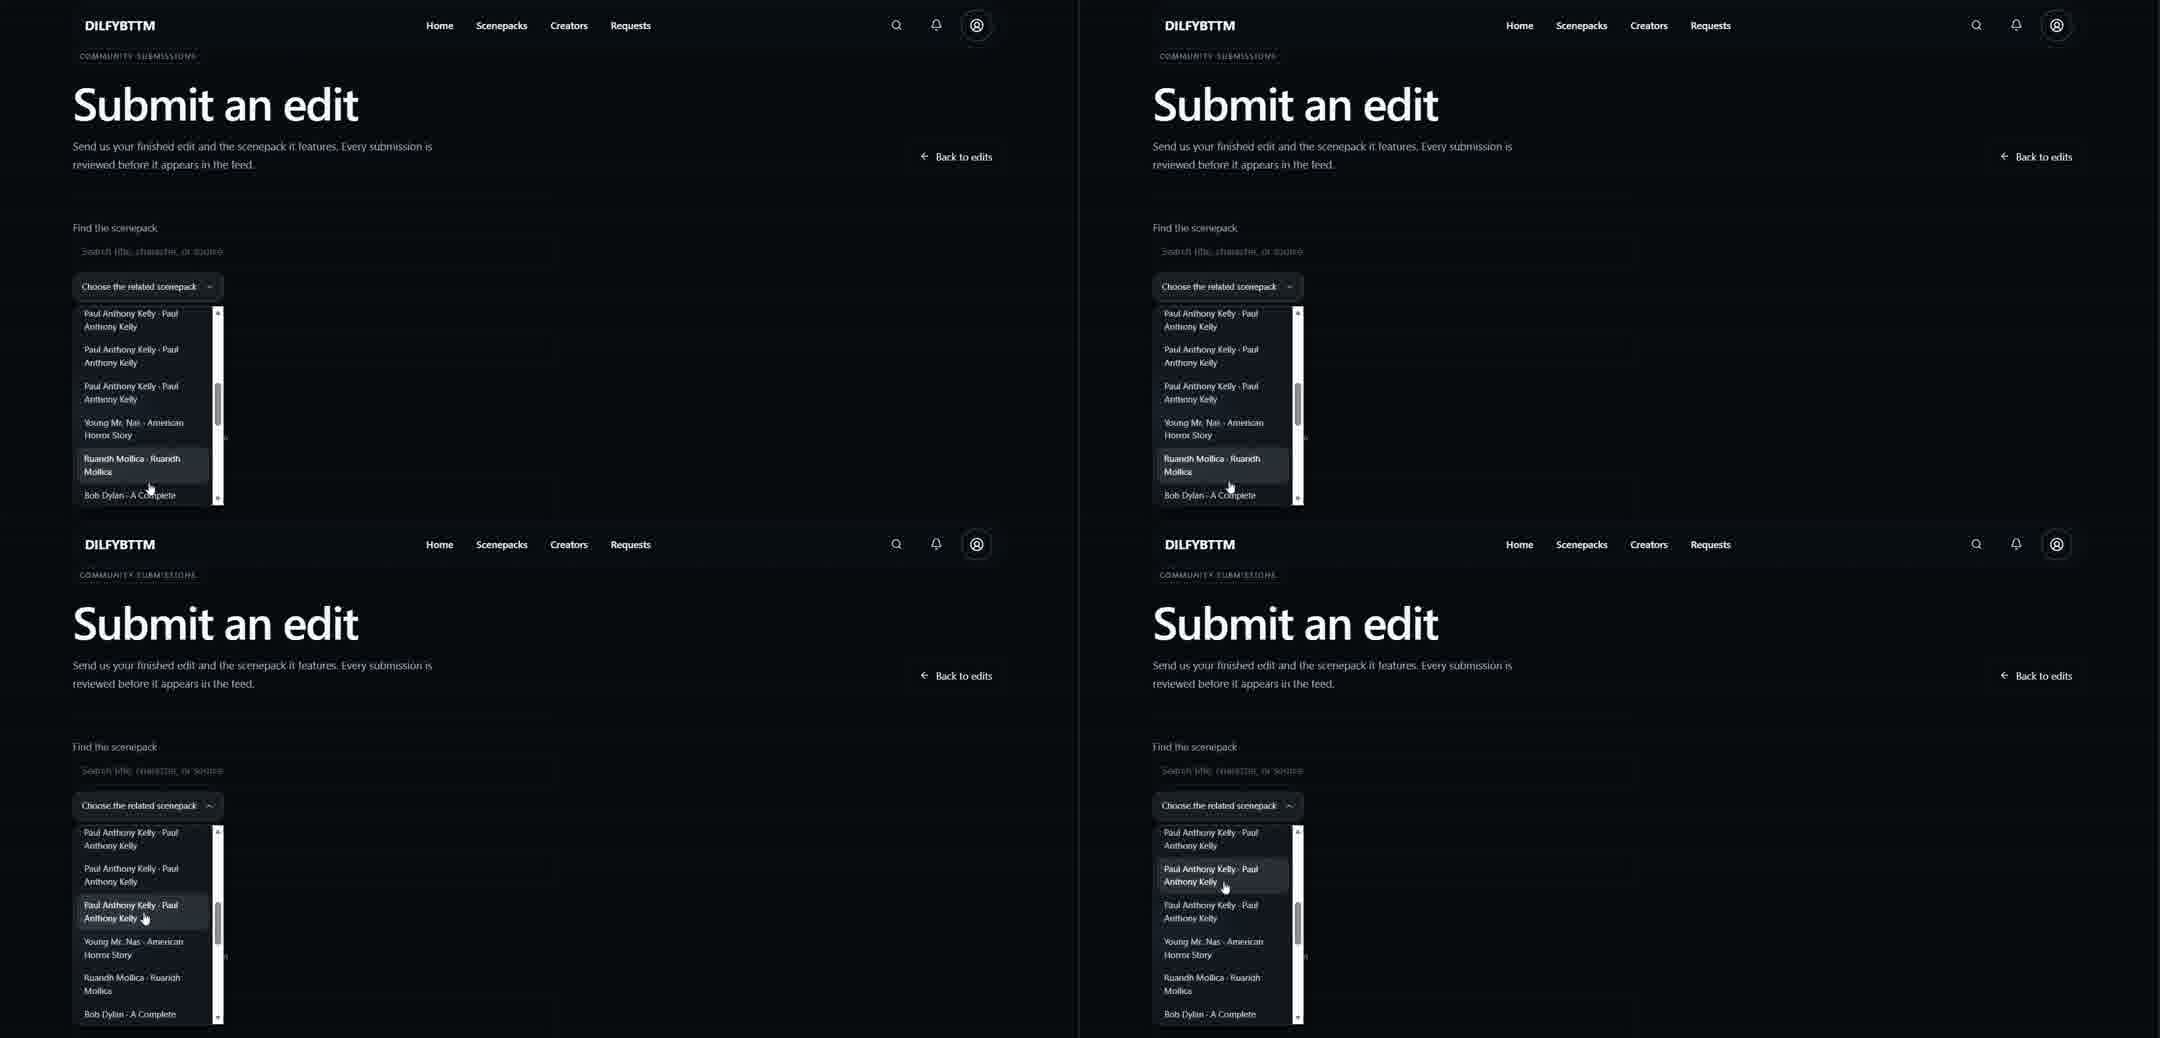 DILFYBTTM Home Scenepacks Creators Requests
COMMUNITY SUBMISSIONS
Submit an edit
Send us your finished edit and the scenepack it features. Every submission is
reviewed before it appears in the feed.
Back to edits
Find the scenepack
Search title, character, or source
Choose the related scenepack
Paul Anthony Kelly · Paul
Anthony Kelly
Paul Anthony Kelly · Paul
Anthony Kelly
Paul Anthony Kelly · Paul
Anthony Kelly
Young Mr. Nas · American
Horror Story
Ruaridh Mollica · Ruaridh
Mollica
Bob Dylan · A Complete
DILFYBTTM Home Scenepacks Creators Requests
COMMUNITY SUBMISSIONS
Submit an edit
Send us your finished edit and the scenepack it features. Every submission is
reviewed before it appears in the feed.
Back to edits
Find the scenepack
Search title, character, or source
Choose the related scenepack
Paul Anthony Kelly · Paul
Anthony Kelly
Paul Anthony Kelly · Paul
Anthony Kelly
Paul Anthony Kelly · Paul
Anthony Kelly
Young Mr. Nas · American
Horror Story
Ruaridh Mollica · Ruaridh
Mollica
Bob Dylan · A Complete
DILFYBTTM Home Scenepacks Creators Requests
COMMUNITY SUBMISSIONS
Submit an edit
Send us your finished edit and the scenepack it features. Every submission is
reviewed before it appears in the feed.
Back to edits
Find the scenepack
Search title, character, or source
Choose the related scenepack
Paul Anthony Kelly · Paul
Anthony Kelly
Paul Anthony Kelly · Paul
Anthony Kelly
Paul Anthony Kelly · Paul
Anthony Kelly
Young Mr. Nas · American
Horror Story
Ruaridh Mollica · Ruaridh
Mollica
Bob Dylan · A Complete
DILFYBTTM Home Scenepacks Creators Requests
COMMUNITY SUBMISSIONS
Submit an edit
Send us your finished edit and the scenepack it features. Every submission is
reviewed before it appears in the feed.
Back to edits
Find the scenepack
Search title, character, or source
Choose the related scenepack
Paul Anthony Kelly · Paul
Anthony Kelly
Paul Anthony Kelly · Paul
Anthony Kelly
Paul Anthony Kelly · Paul
Anthony Kelly
Young Mr. Nas · American
Horror Story
Ruaridh Mollica · Ruaridh
Mollica
Bob Dylan · A Complete